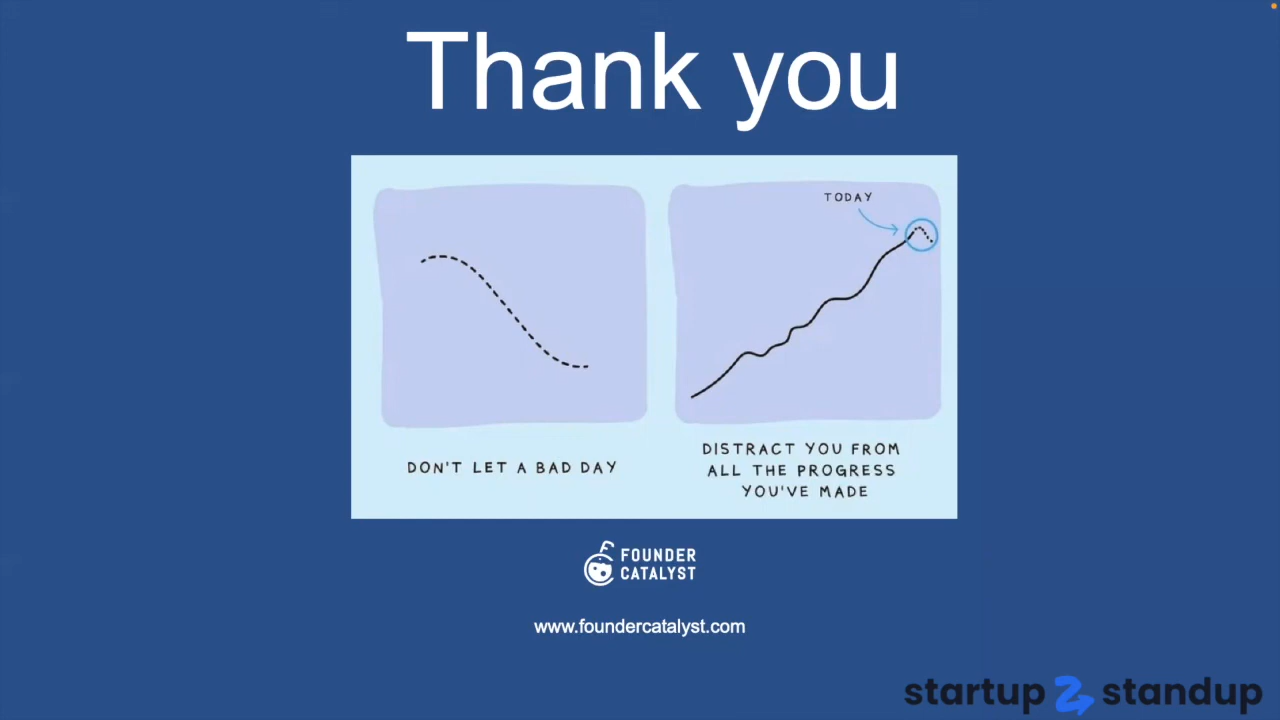 Thank you
TODAY
DON'T LET A BAD DAY
DISTRACT YOU FROM
ALL THE PROGRESS
YOU'VE MADE
FOUNDER
CATALYST
www.foundercatalyst.com
startup 2 standup